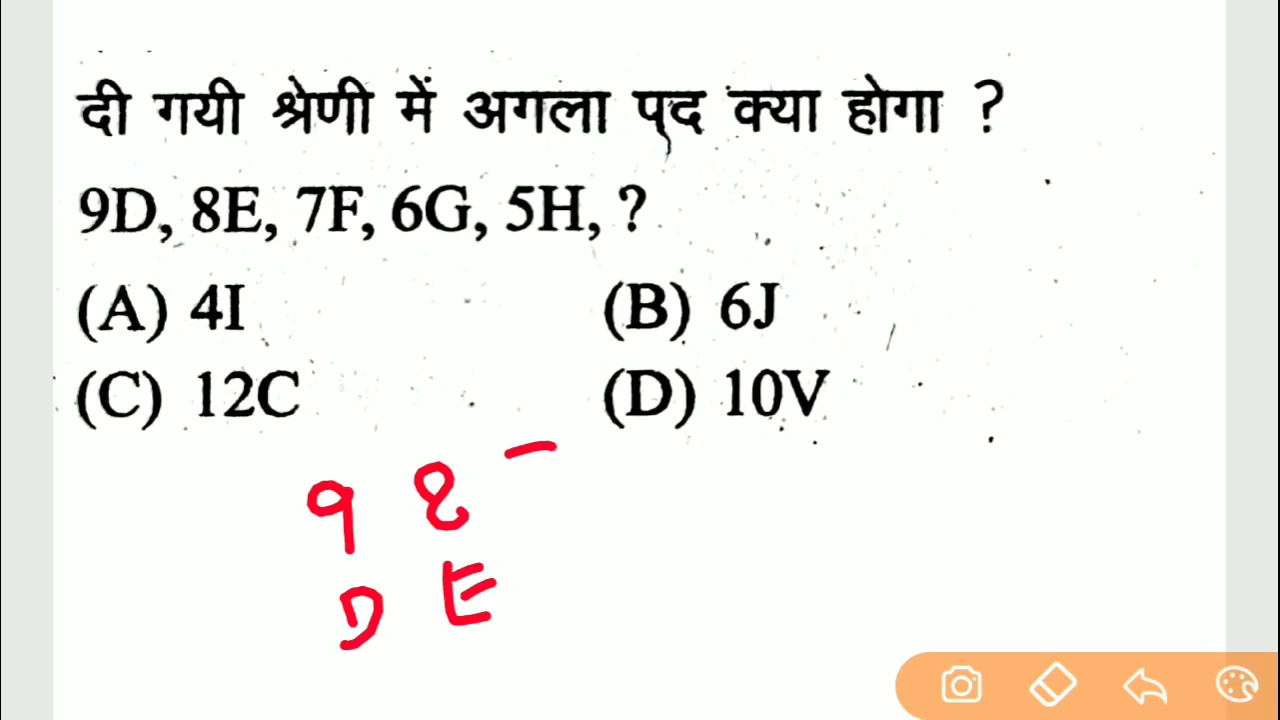 दी गयी श्रेणी में अगला पद क्या होगा ?
9D, 8E, 7F, 6G, 5H, ?
(A) 4I (B) 6J
(C) 12C (D) 10V
9 8 -
D E